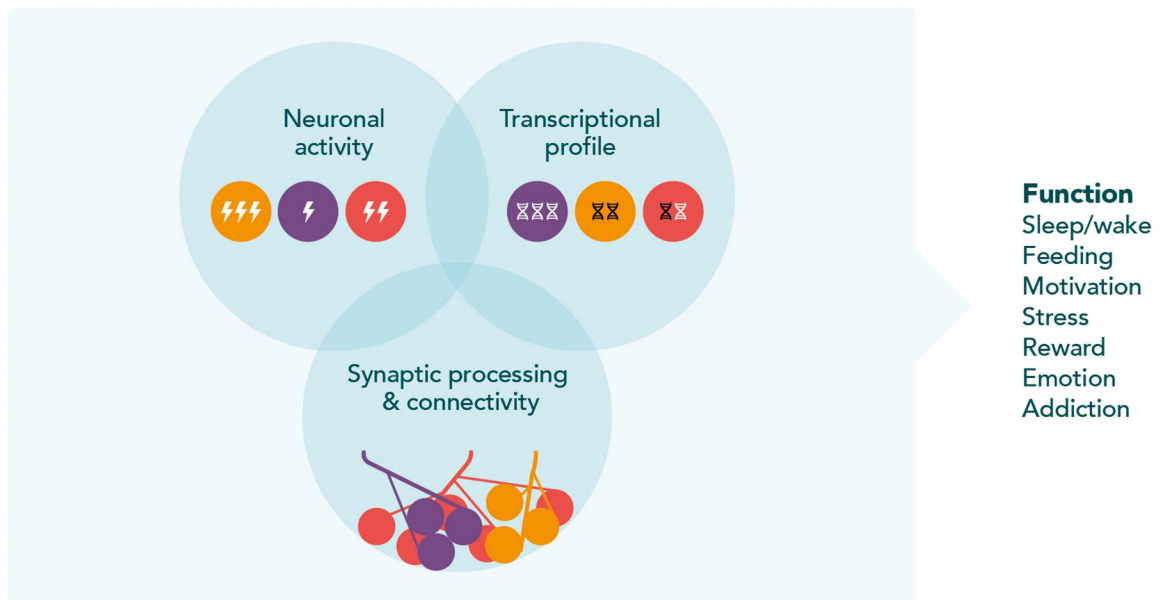 Neuronal
activity
Transcriptional
profile
Synaptic processing
& connectivity
Function
Sleep/wake
Feeding
Motivation
Stress
Reward
Emotion
Addiction